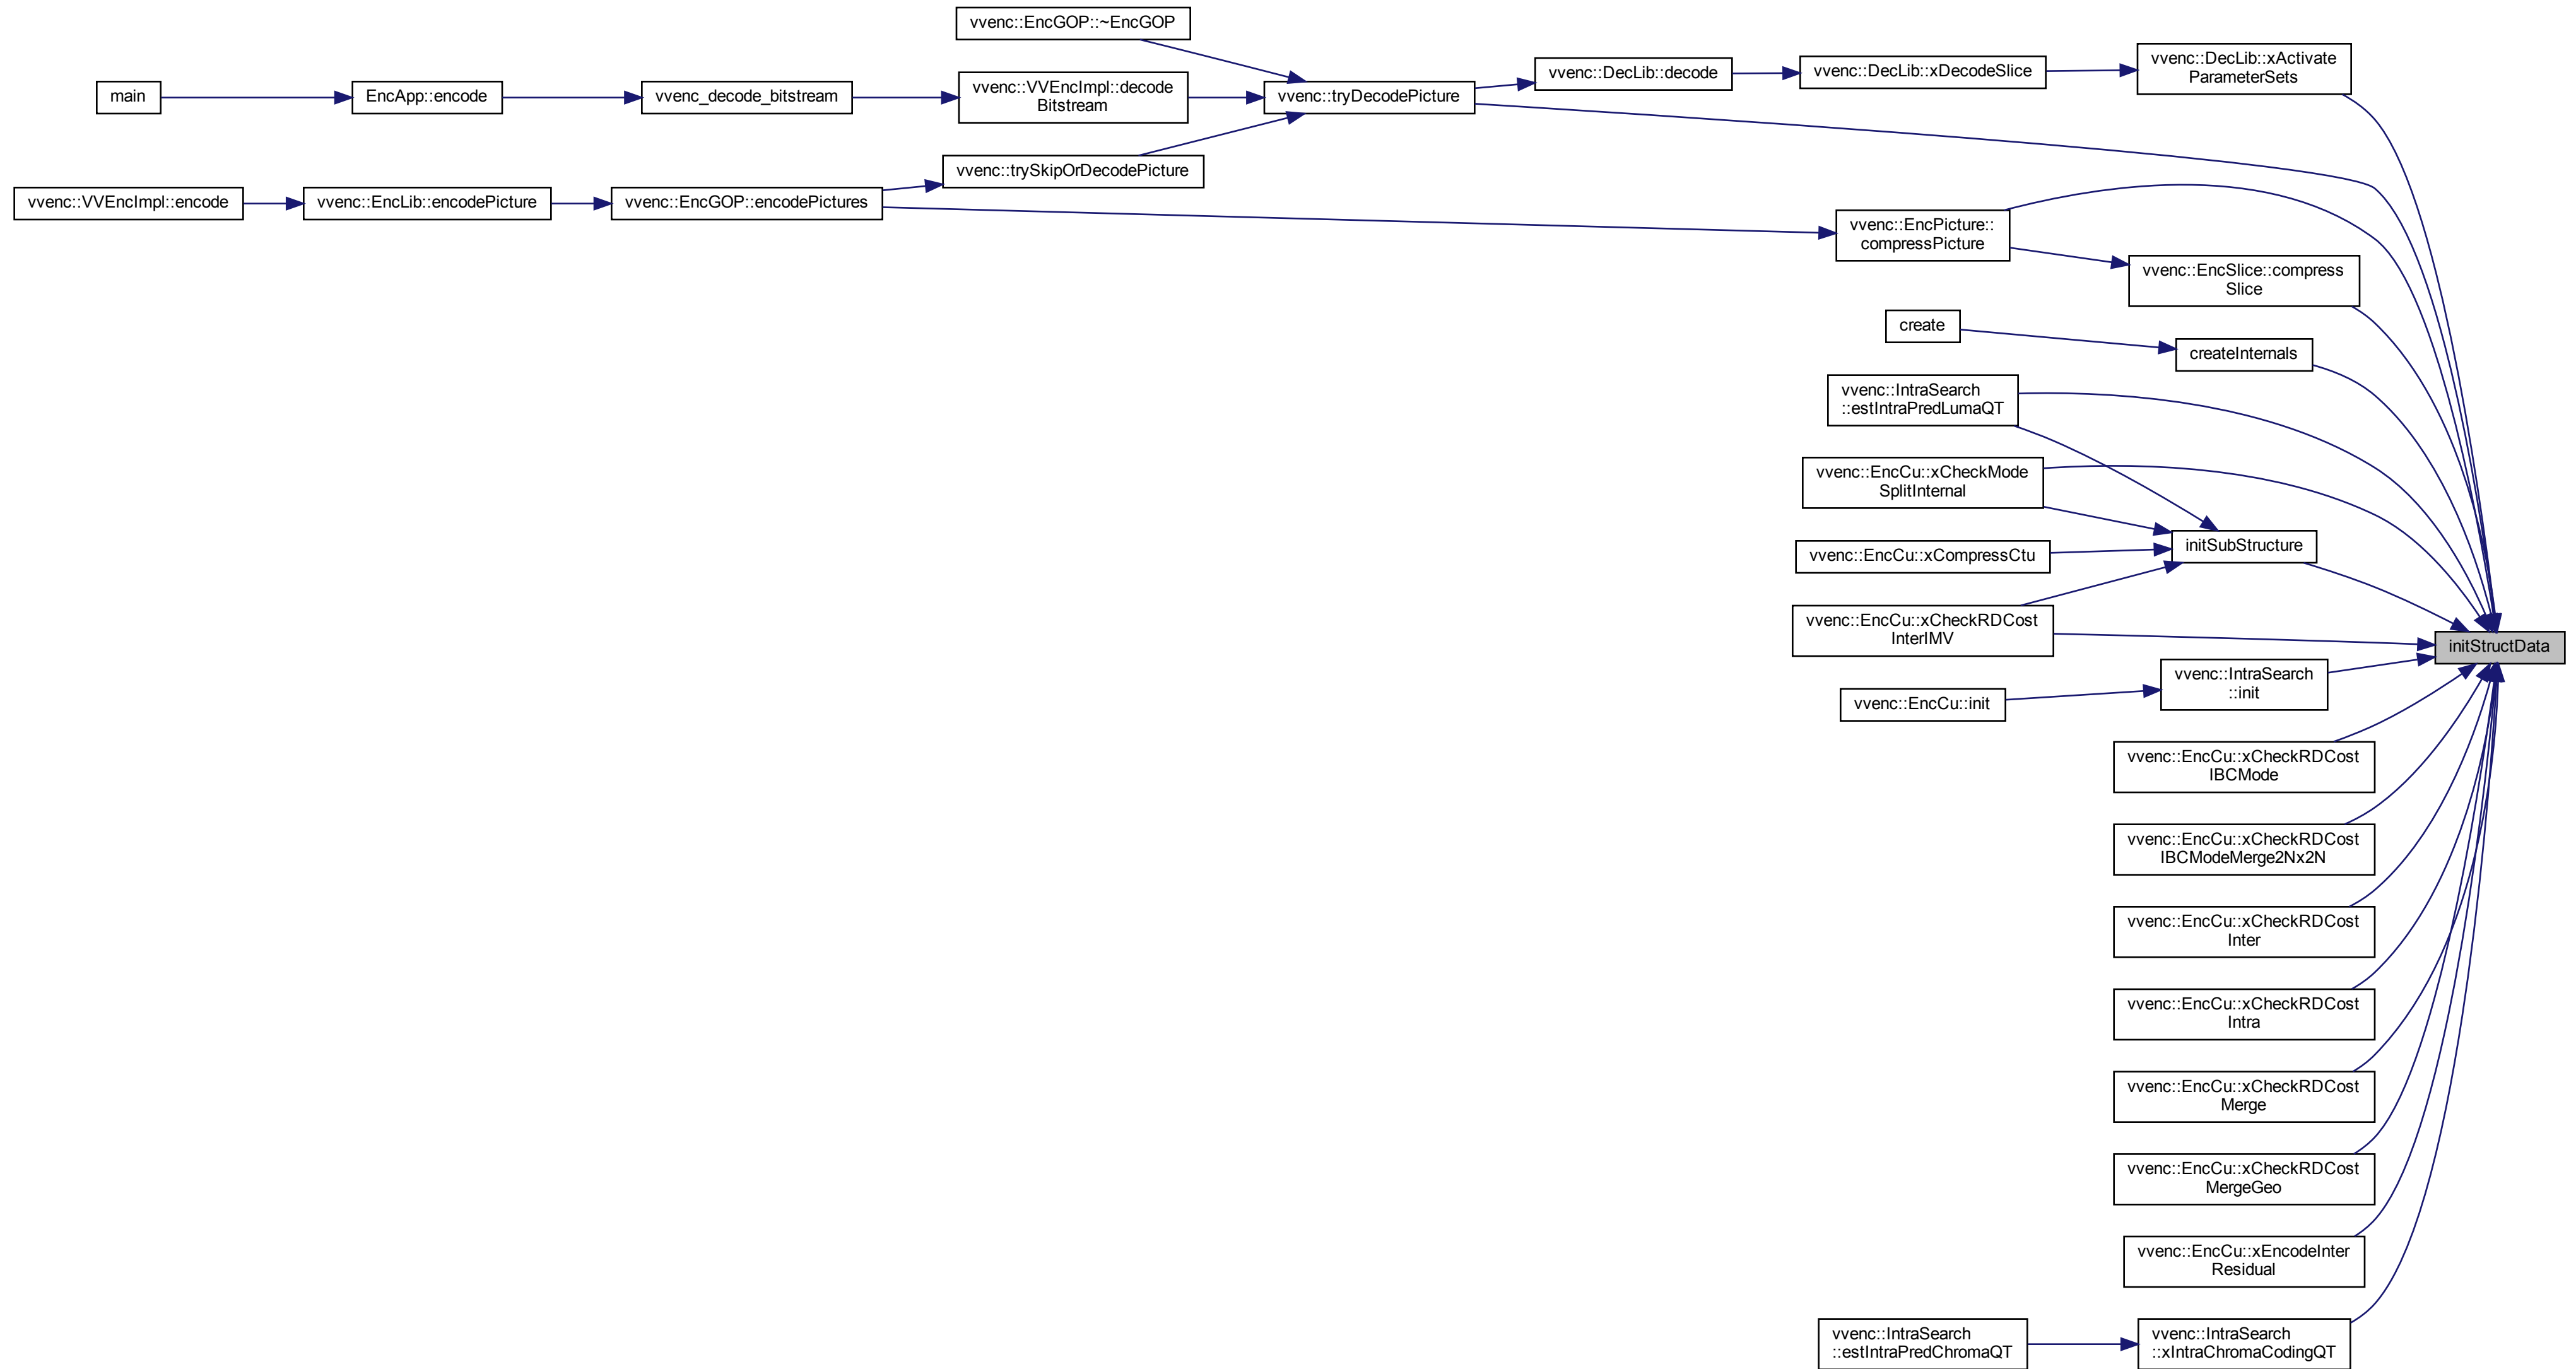 vvenc::EncGOP::~EncGOP
main
EncApp::encode
vvenc_decode_bitstream
vvenc::VVEncImpl::decode
Bitstream
vvenc::tryDecodePicture
vvenc::DecLib::decode
vvenc::DecLib::xDecodeSlice
vvenc::DecLib::xActivate
ParameterSets
vvenc::trySkipOrDecodePicture
vvenc::VVEncImpl::encode
vvenc::EncLib::encodePicture
vvenc::EncGOP::encodePictures
vvenc::EncPicture::
compressPicture
vvenc::EncSlice::compress
Slice
create
createInternals
vvenc::IntraSearch
::estIntraPredLumaQT
vvenc::EncCu::xCheckMode
SplitInternal
initSubStructure
vvenc::EncCu::xCompressCtu
vvenc::EncCu::xCheckRDCost
InterIMV
initStructData
vvenc::IntraSearch
::init
vvenc::EncCu::init
vvenc::EncCu::xCheckRDCost
IBCMode
vvenc::EncCu::xCheckRDCost
IBCModeMerge2Nx2N
vvenc::EncCu::xCheckRDCost
Inter
vvenc::EncCu::xCheckRDCost
Intra
vvenc::EncCu::xCheckRDCost
Merge
vvenc::EncCu::xCheckRDCost
MergeGeo
vvenc::EncCu::xEncodeInter
Residual
vvenc::IntraSearch
::estIntraPredChromaQT
vvenc::IntraSearch
::xIntraChromaCodingQT